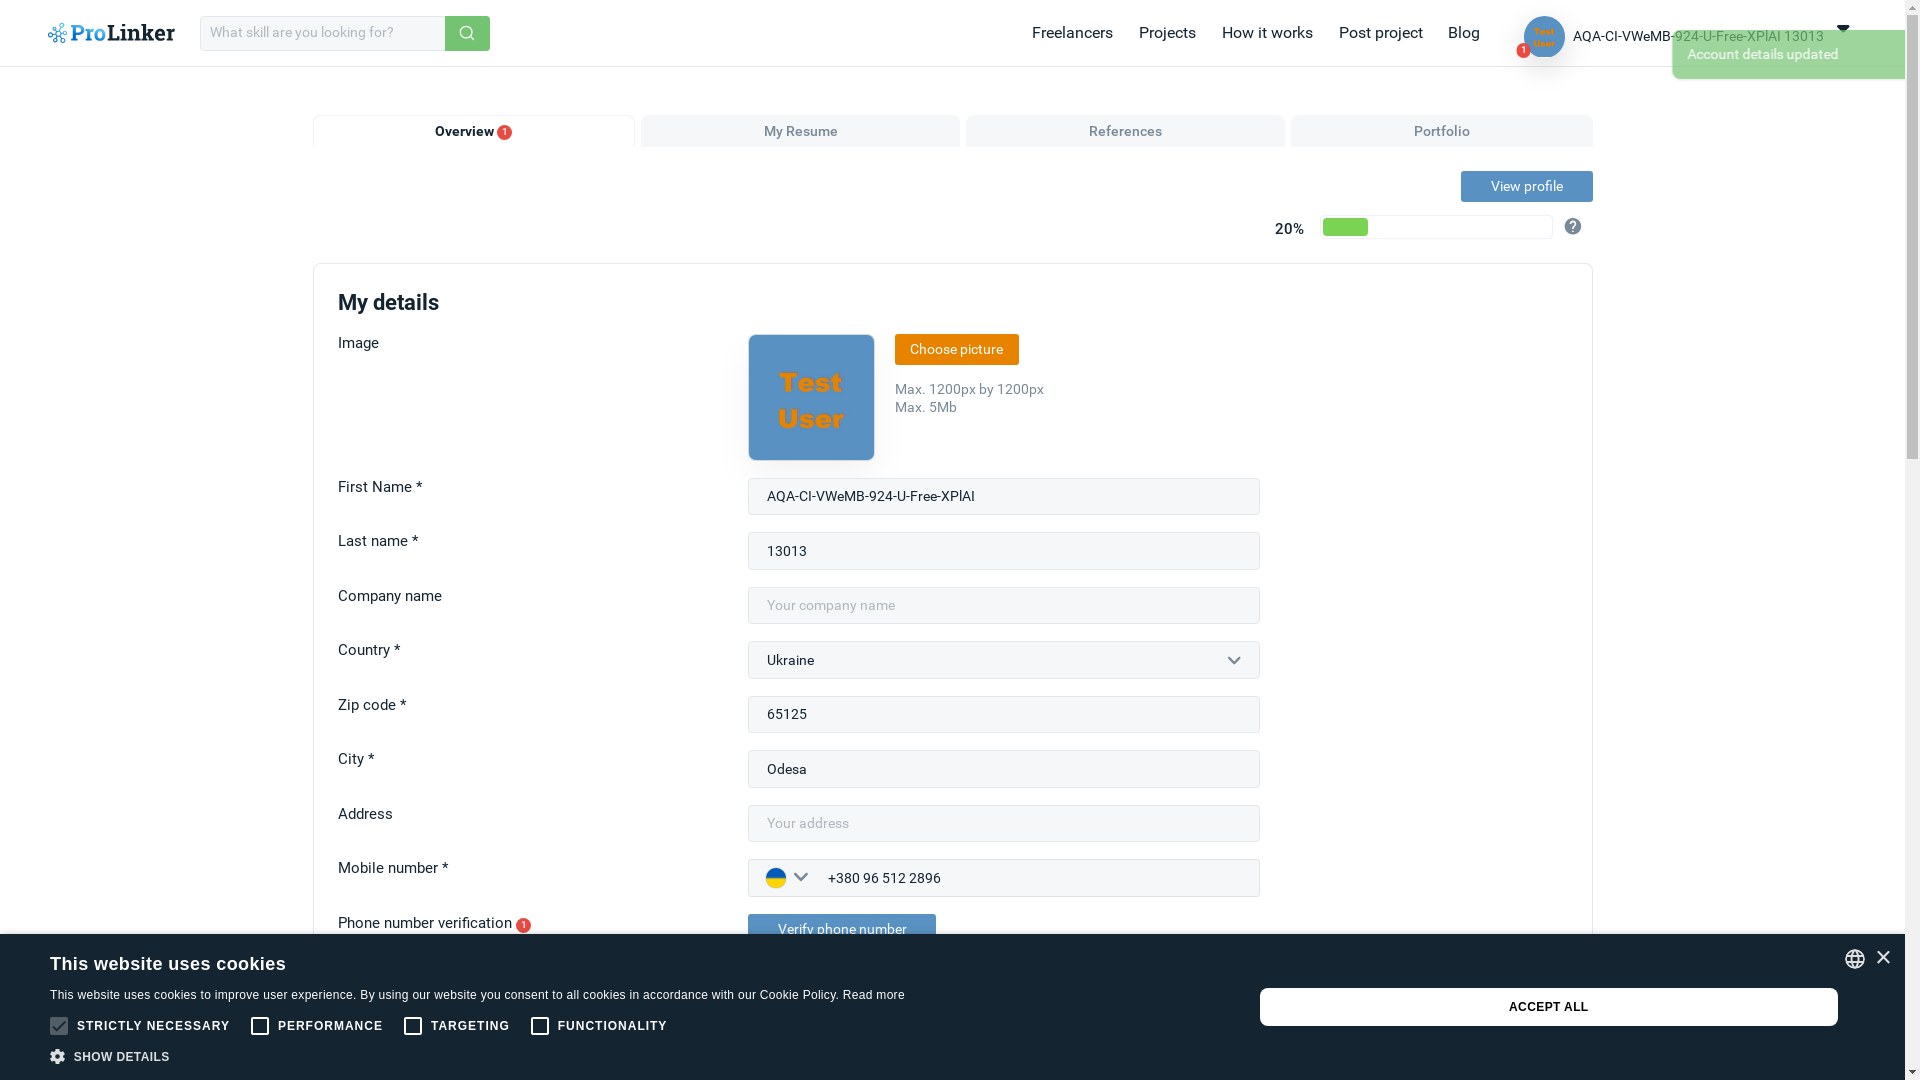 ProLinker
What skill are you looking for?
Freelancers
Projects
How it works
Post project
Blog
1
Test
User
AQA-CI-VWeMB-924-U-Free-XPlAI 13013
Account details updated
Overview 1
My Resume
References
Portfolio
View profile
20%
?
My details
Image
Test
User
Choose picture
Max. 1200px by 1200px
Max. 5Mb
First Name *
AQA-CI-VWeMB-924-U-Free-XPlAI
Last name *
13013
Company name
Your company name
Country *
Ukraine
Zip code *
65125
City *
Odesa
Address
Your address
Mobile number *
+380 96 512 2896
Phone number verification 1
Verify phone number
This website uses cookies
×
This website uses cookies to improve user experience. By using our website you consent to all cookies in accordance with our Cookie Policy. Read more
STRICTLY NECESSARY
PERFORMANCE
TARGETING
FUNCTIONALITY
ACCEPT ALL
SHOW DETAILS